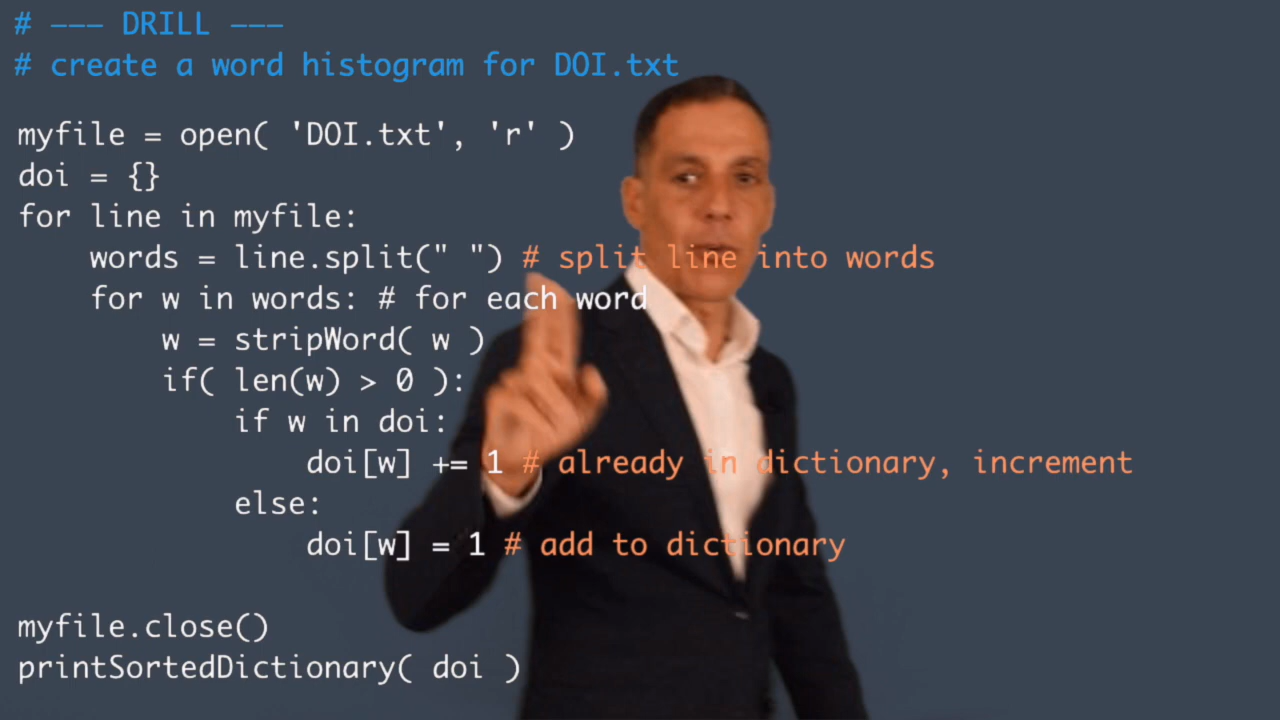 # --- DRILL ---
# create a word histogram for DOI.txt
myfile = open( 'DOI.txt', 'r' )
doi = {}
for line in myfile:
    words = line.split(" ") # split line into words
    for w in words: # for each word
        w = stripWord( w )
        if( len(w) > 0 ):
            if w in doi:
                doi[w] += 1 # already in dictionary, increment
            else:
                doi[w] = 1 # add to dictionary
myfile.close()
printSortedDictionary( doi )